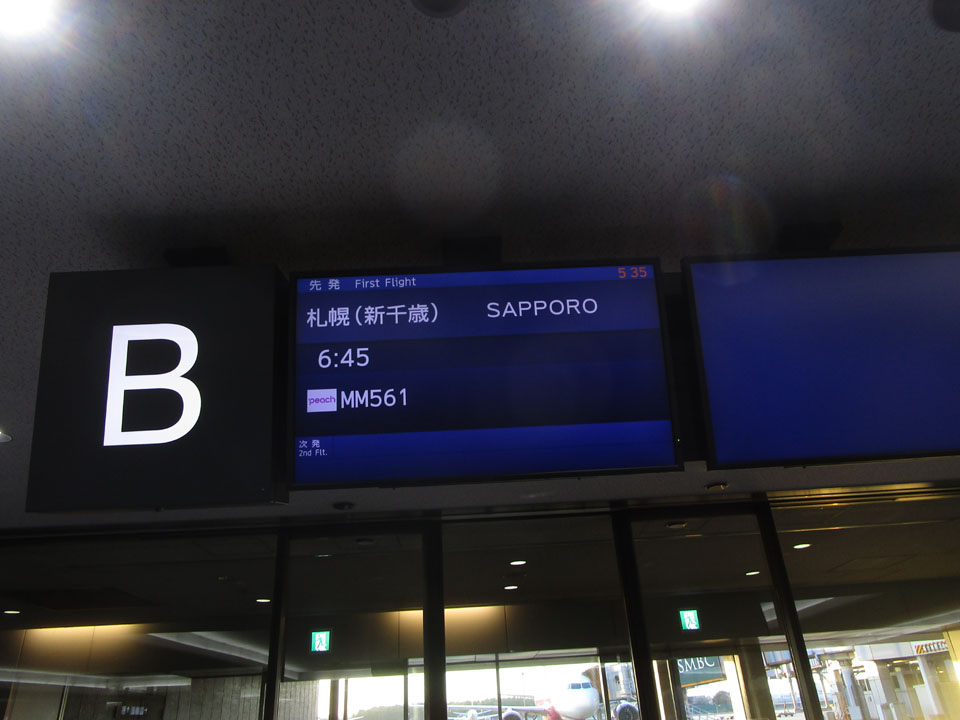 B
先発 First Flight 5 35
札幌(新千歳) SAPPORO
6:45
peach MM561
次発
2nd Flt.
SMBC